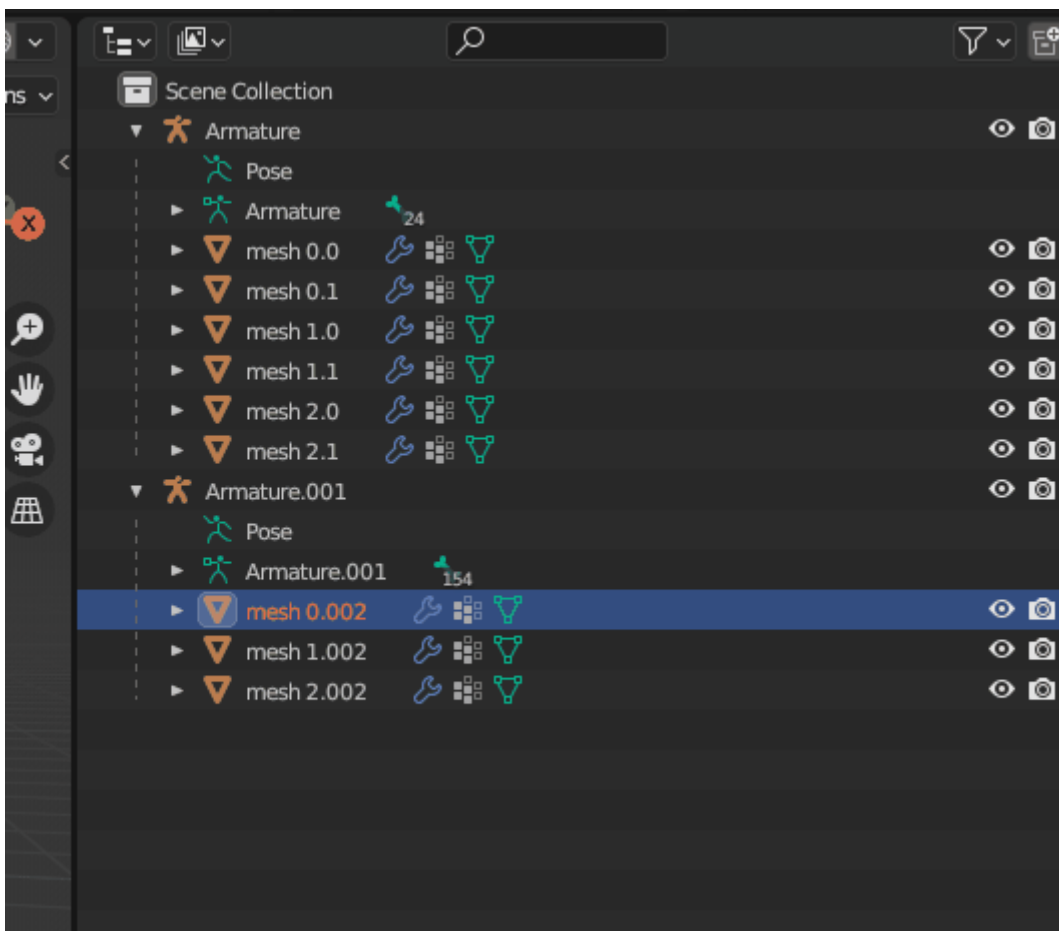 ns
Scene Collection
Armature
Pose
Armature 24
mesh 0.0
mesh 0.1
X
mesh 1.0
mesh 1.1
mesh 2.0
mesh 2.1
Armature.001
Pose
Armature.001 154
mesh 0.002
mesh 1.002
mesh 2.002